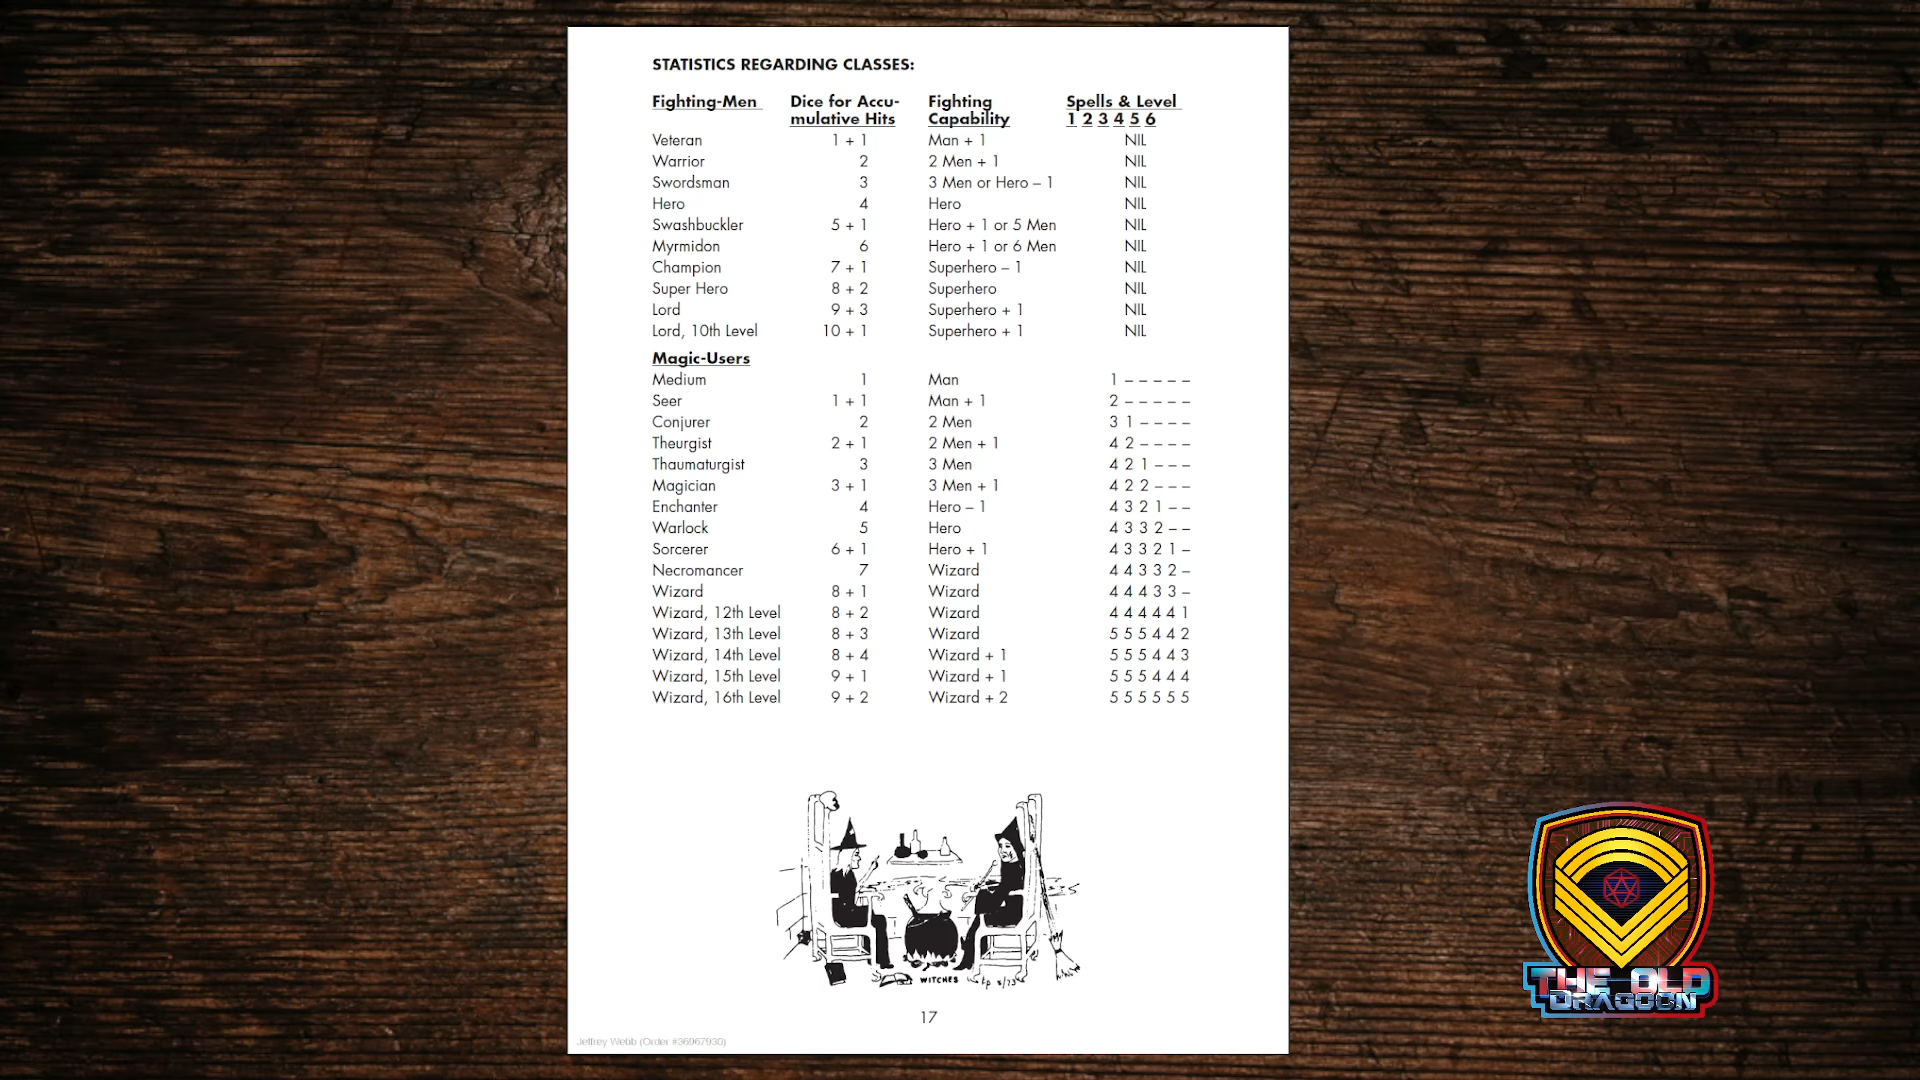 STATISTICS REGARDING CLASSES:
Fighting-Men Dice for Accu- Fighting Spells & Level
mulative Hits Capability 1 2 3 4 5 6
Veteran 1 + 1 Man + 1 NIL
Warrior 2 2 Men + 1 NIL
Swordsman 3 3 Men or Hero – 1 NIL
Hero 4 Hero NIL
Swashbuckler 5 + 1 Hero + 1 or 5 Men NIL
Myrmidon 6 Hero + 1 or 6 Men NIL
Champion 7 + 1 Superhero – 1 NIL
Super Hero 8 + 2 Superhero NIL
Lord 9 + 3 Superhero + 1 NIL
Lord, 10th Level 10 + 1 Superhero + 1 NIL
Magic-Users
Medium 1 Man 1 – – – – –
Seer 1 + 1 Man + 1 2 – – – – –
Conjurer 2 2 Men 3 1 – – – –
Theurgist 2 + 1 2 Men + 1 4 2 – – – –
Thaumaturgist 3 3 Men 4 2 1 – – –
Magician 3 + 1 3 Men + 1 4 2 2 – – –
Enchanter 4 Hero – 1 4 3 2 1 – –
Warlock 5 Hero 4 3 3 2 – –
Sorcerer 6 + 1 Hero + 1 4 3 3 2 1 –
Necromancer 7 Wizard 4 4 3 3 2 –
Wizard 8 + 1 Wizard 4 4 4 3 3 –
Wizard, 12th Level 8 + 2 Wizard 4 4 4 4 4 1
Wizard, 13th Level 8 + 3 Wizard 5 5 5 4 4 2
Wizard, 14th Level 8 + 4 Wizard + 1 5 5 5 4 4 3
Wizard, 15th Level 9 + 1 Wizard + 1 5 5 5 4 4 4
Wizard, 16th Level 9 + 2 Wizard + 2 5 5 5 5 5 5
WITCHES
17
Jeffrey Webb (Order #36967930)
THE OLD
DRAGOON